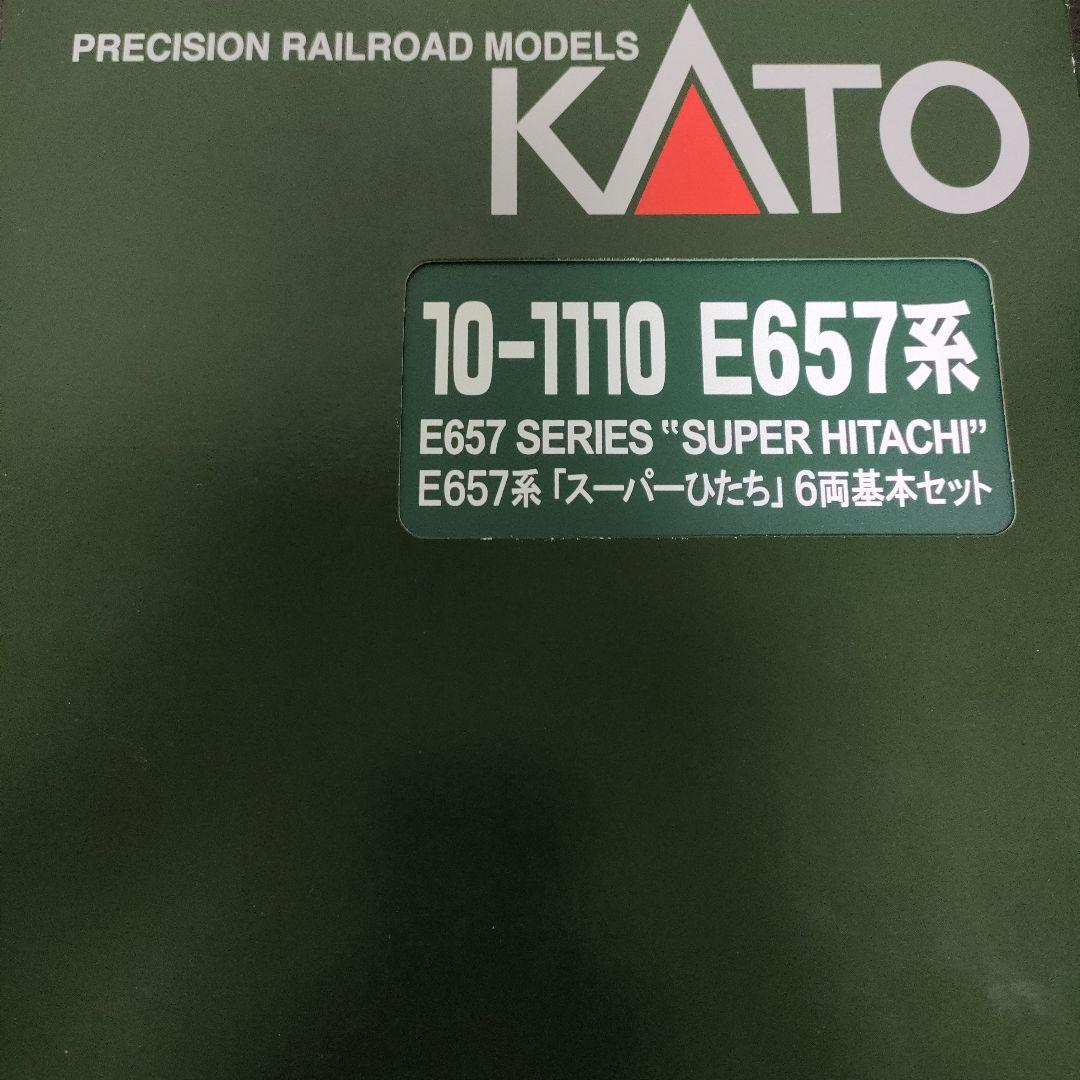 PRECISION RAILROAD MODELS
KATO
10-1110 E657系
E657 SERIES “SUPER HITACHI”
E657系「スーパーひたち」6両基本セット